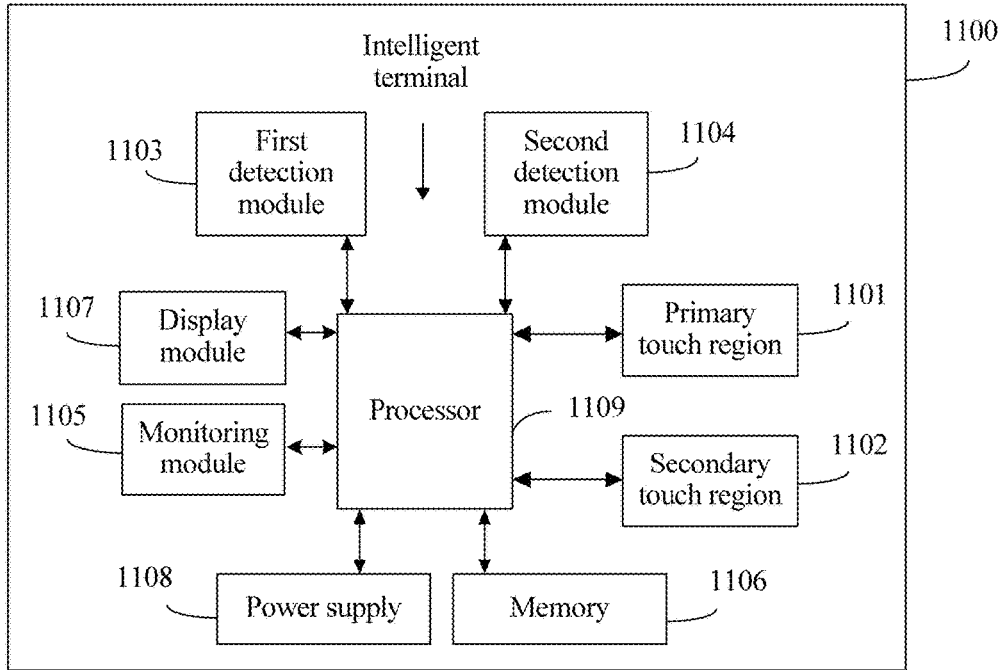 1100
Intelligent
terminal
1103
First
detection
module
Second
detection
module
1104
1107
Display
module
Primary
touch region
1101
1105
Monitoring
module
Processor
1109
Secondary
touch region
1102
1108
Power supply
Memory
1106